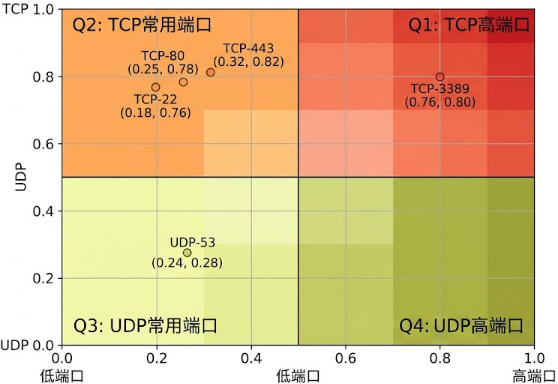 TCP 1.0
Q2: TCP常用端口
Q1: TCP高端口
TCP-80
(0.25, 0.78)
TCP-443
(0.32, 0.82)
TCP-22
(0.18, 0.76)
TCP-3389
(0.76, 0.80)
0.8
0.6
UDP
0.4
UDP-53
(0.24, 0.28)
0.2
Q3: UDP常用端口
Q4: UDP高端口
UDP 0.0
0.0 0.2 0.4 0.6 0.8 1.0
低端口 低端口 高端口